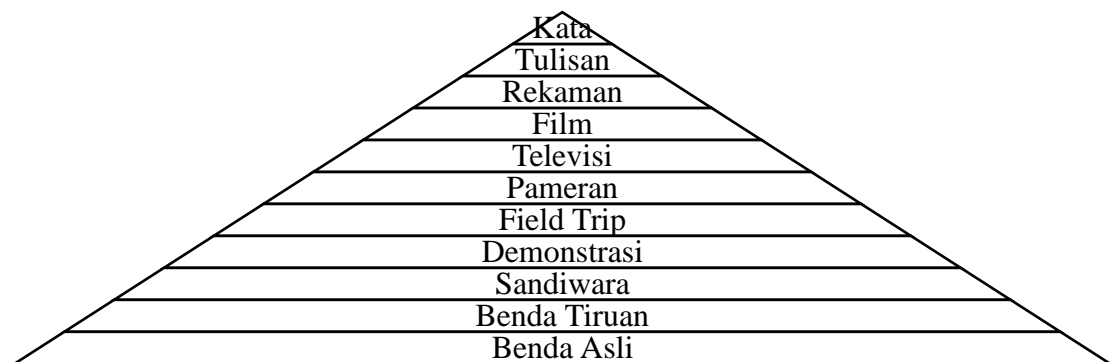 Kata
Tulisan
Rekaman
Film
Televisi
Pameran
Field Trip
Demonstrasi
Sandiwara
Benda Tiruan
Benda Asli